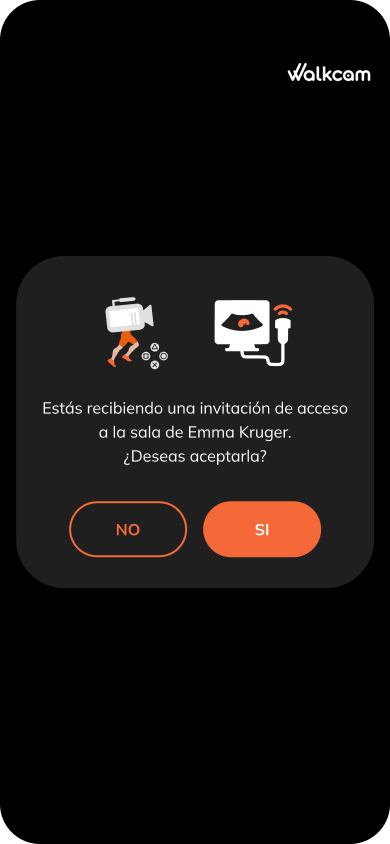 Walkcam
Estás recibiendo una invitación de acceso
a la sala de Emma Kruger.
¿Deseas aceptarla?
NO
SI